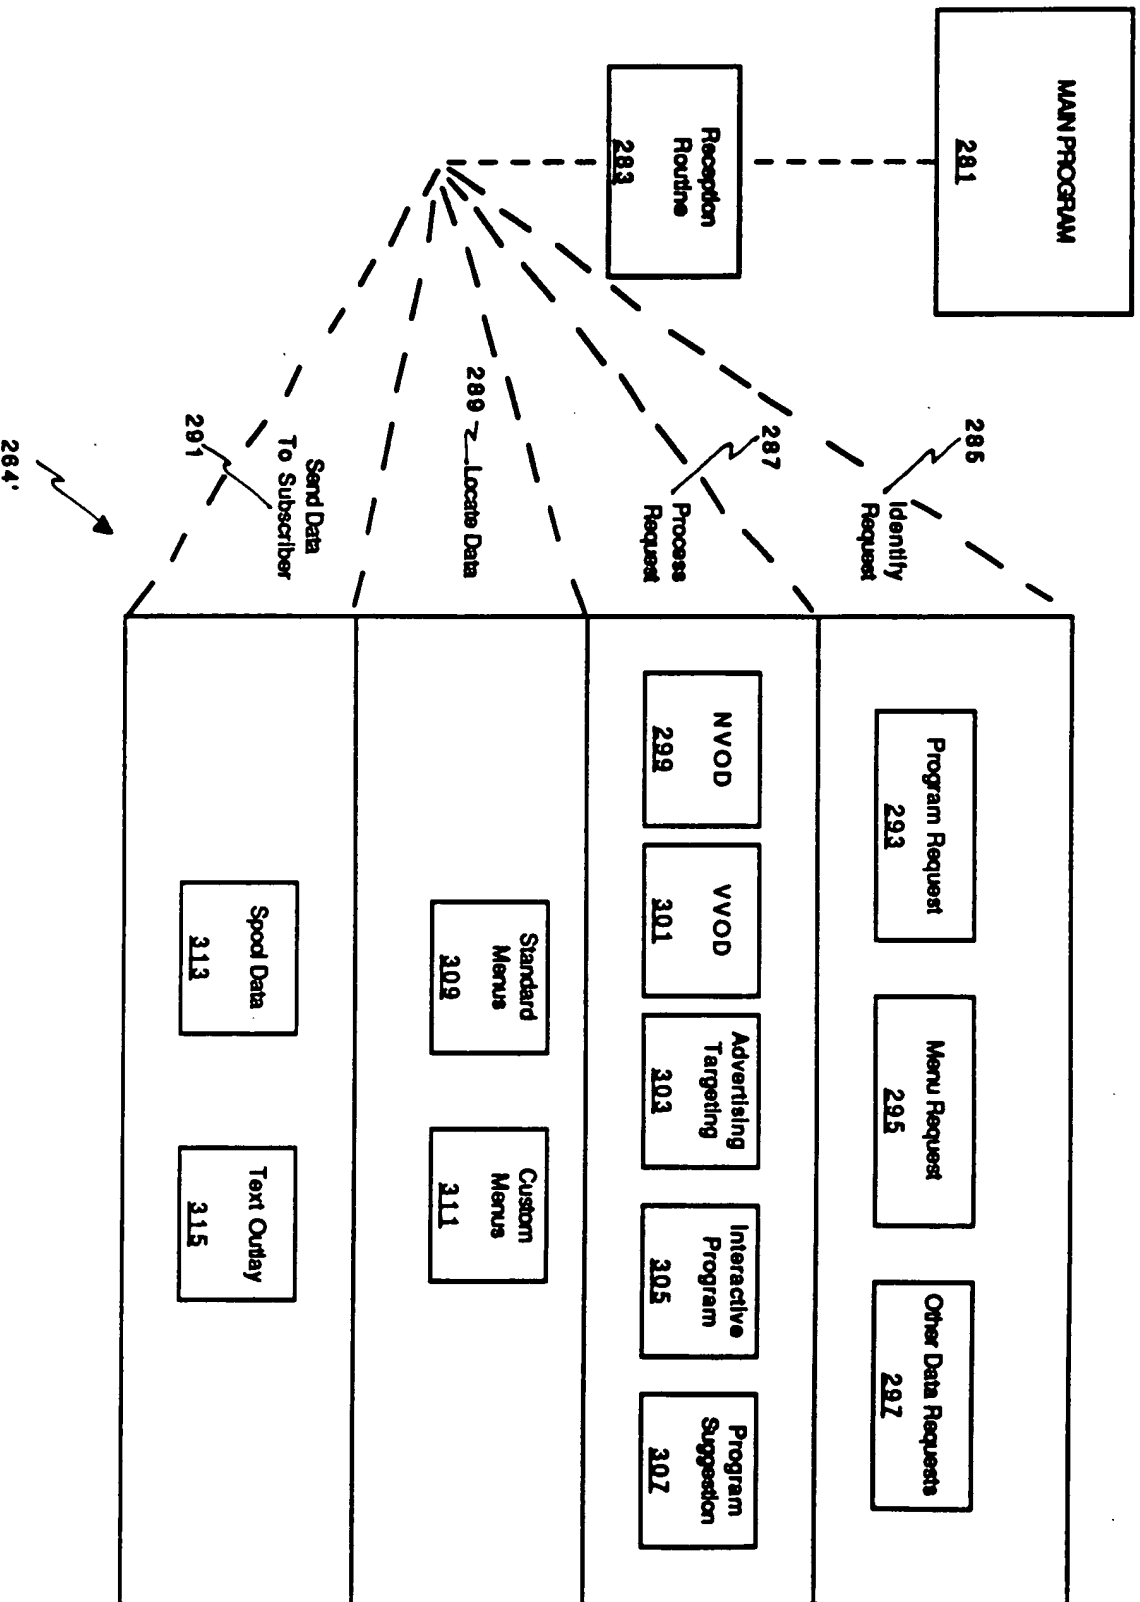 MAIN PROGRAM
281
Reception
Routine
283
285
Identify
Request
287
Process
Request
289
Locate Data
291
Send Data
To Subscriber
264'
Program Request
293
Menu Request
295
Other Data Requests
297
NVOD
299
VVOD
301
Advertising
Targeting
303
Interactive
Program
305
Program
Suggestion
307
Standard
Menus
309
Custom
Menus
311
Spool Data
313
Text Outlay
315